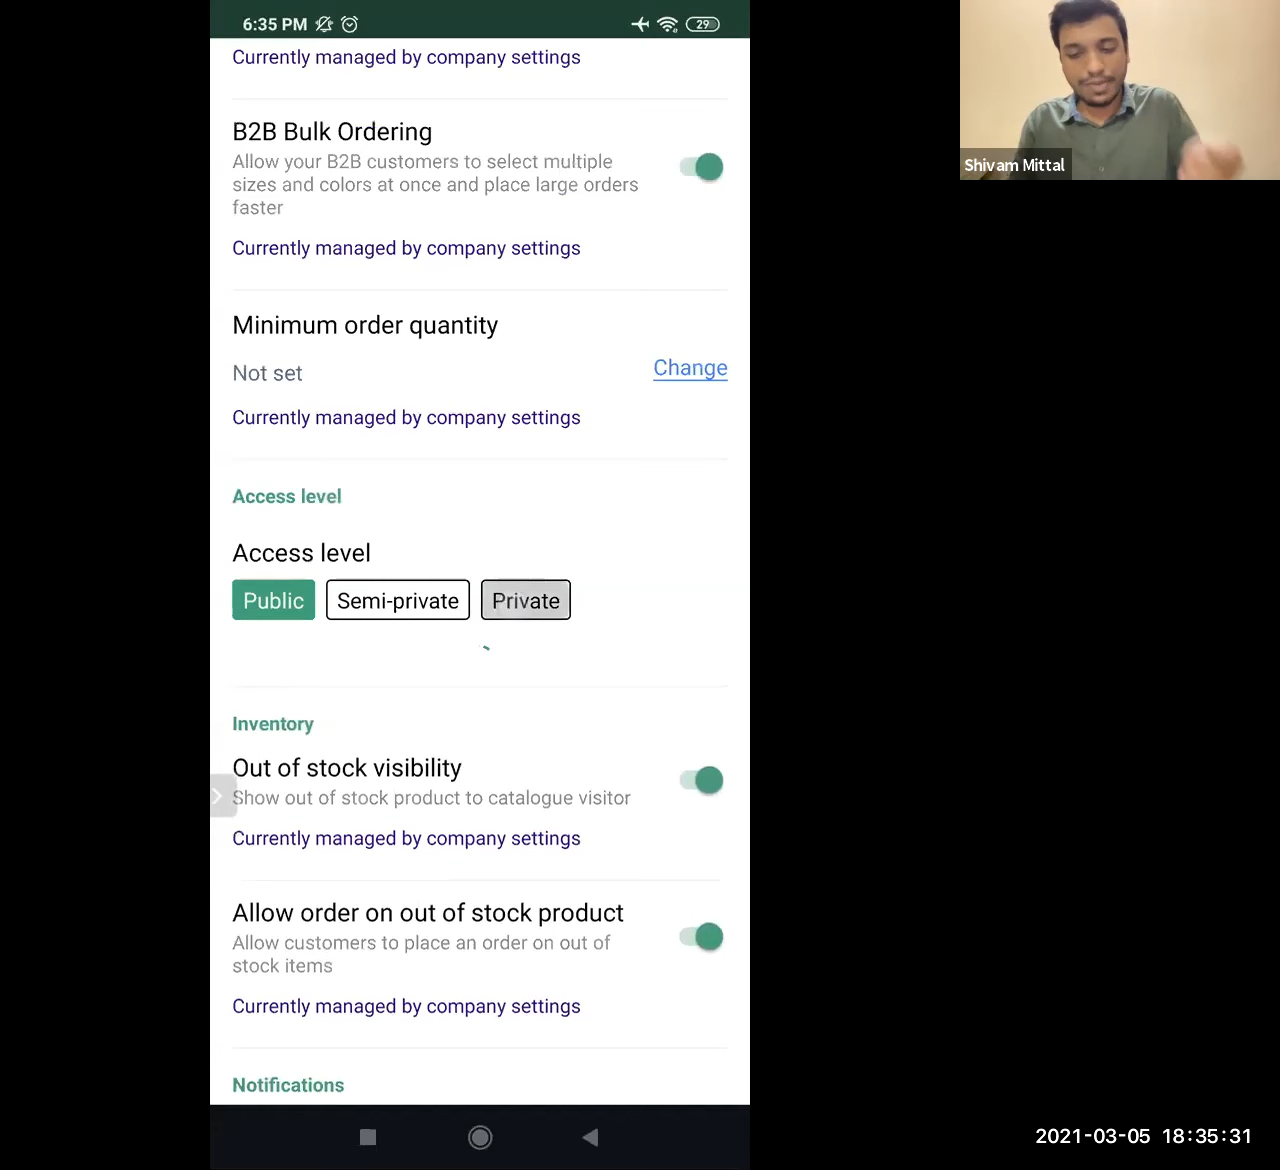 6:35 PM
29
Currently managed by company settings
B2B Bulk Ordering
Allow your B2B customers to select multiple
sizes and colors at once and place large orders
faster
Currently managed by company settings
Minimum order quantity
Not set
Change
Currently managed by company settings
Access level
Access level
Public
Semi-private
Private
Inventory
Out of stock visibility
Show out of stock product to catalogue visitor
Currently managed by company settings
Allow order on out of stock product
Allow customers to place an order on out of
stock items
Currently managed by company settings
Notifications
Shivam Mittal
2021-03-05 18:35:31